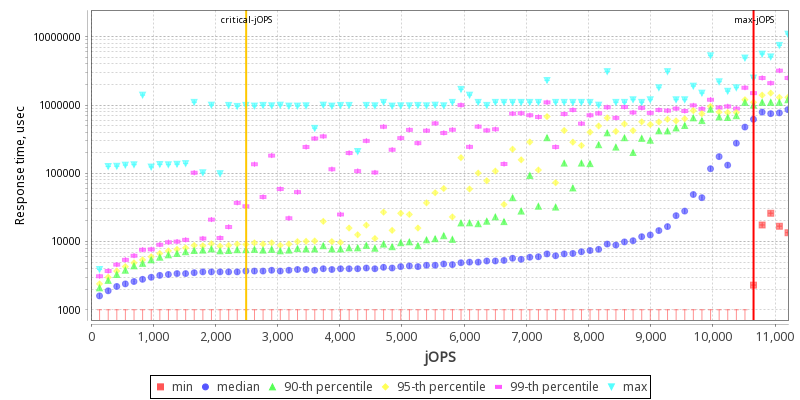 critical-jOPS
max-jOPS
10000000
1000000
100000
10000
1000
Response time, usec
0
1,000
2,000
3,000
4,000
5,000
6,000
7,000
8,000
9,000
10,000
11,000
jOPS
min
median
90-th percentile
95-th percentile
99-th percentile
max